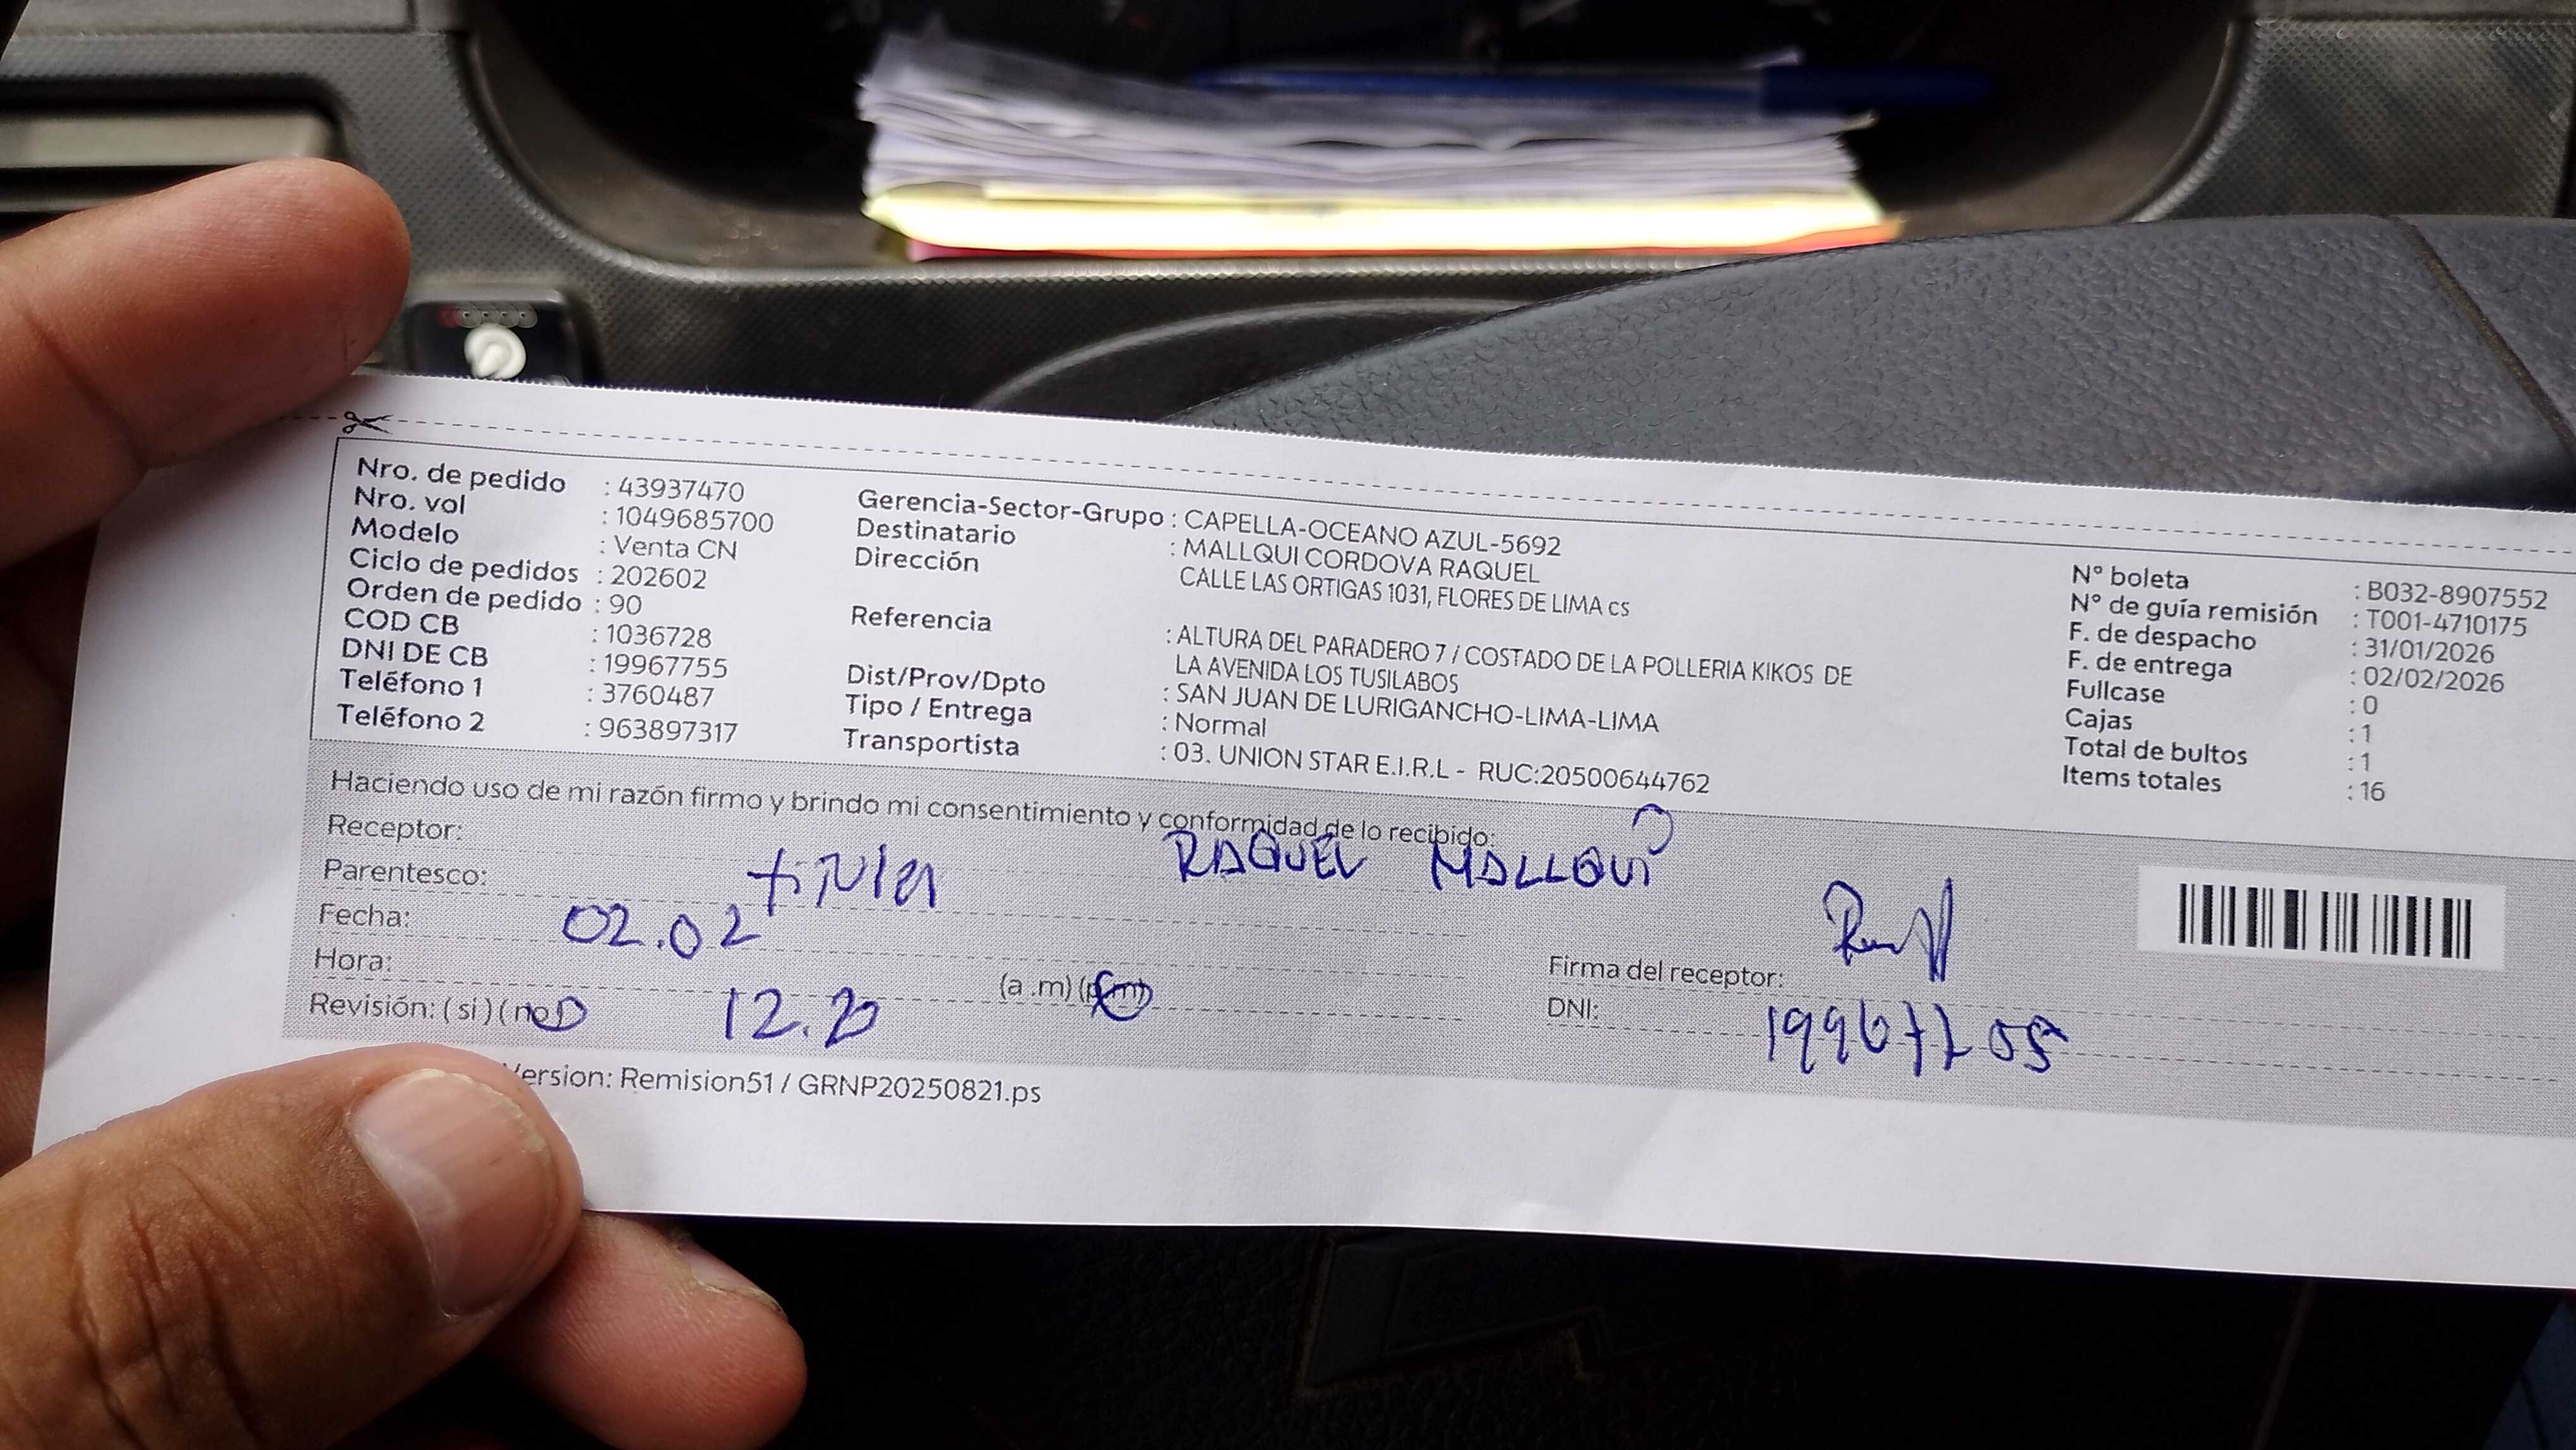 Nro. de pedido : 43937470
Nro. vol : 1049685700
Modelo : Venta CN
Ciclo de pedidos : 202602
Orden de pedido : 90
COD CB : 1036728
DNI DE CB : 19967755
Teléfono 1 : 3760487
Teléfono 2 : 963897317
Gerencia-Sector-Grupo : CAPELLA-OCEANO AZUL-5692
Destinatario : MALLQUI CORDOVA RAQUEL
Dirección CALLE LAS ORTIGAS 1031, FLORES DE LIMA cs
Referencia : ALTURA DEL PARADERO 7 / COSTADO DE LA POLLERIA KIKOS DE
LA AVENIDA LOS TUSILABOS
Dist/Prov/Dpto : SAN JUAN DE LURIGANCHO-LIMA-LIMA
Tipo / Entrega : Normal
Transportista : 03. UNION STAR E.I.R.L - RUC:20500644762
N° boleta : B032-8907552
N° de guía remisión : T001-4710175
F. de despacho : 31/01/2026
F. de entrega : 02/02/2026
Fullcase : 0
Cajas : 1
Total de bultos : 1
Items totales : 16
Haciendo uso de mi razón firmo y brindo mi consentimiento y conformidad de lo recibido:
Receptor: RAQUEL MALLQUI
Parentesco: titular
Fecha: 02.02
Hora: 12.20 (a .m) (p.m)
Revisión: ( si ) ( no )
Firma del receptor:
DNI:
Version: Remision51 / GRNP20250821.ps